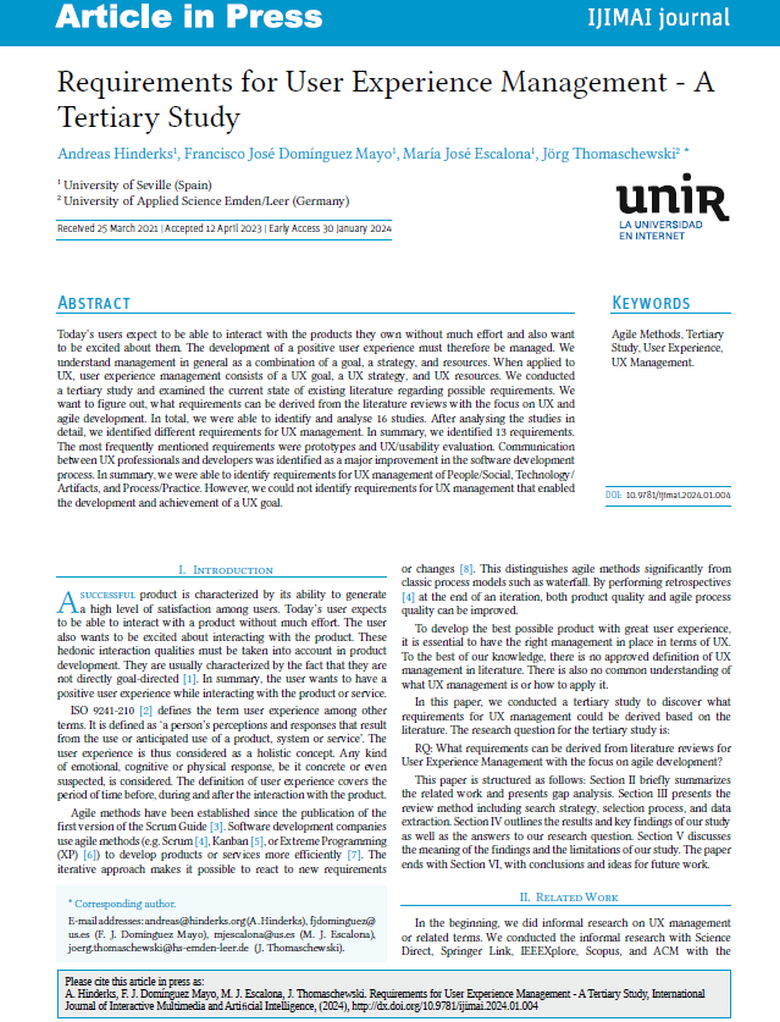 Article in Press
IJIMAI journal
Requirements for User Experience Management - A
Tertiary Study
Andreas Hinderks¹, Francisco José Domínguez Mayo¹, María José Escalona¹, Jörg Thomaschewski² *
¹ University of Seville (Spain)
² University of Applied Science Emden/Leer (Germany)
Received 25 March 2021 | Accepted 12 April 2023 | Early Access 30 January 2024
unir
LA UNIVERSIDAD
EN INTERNET
Abstract
Today's users expect to be able to interact with the products they own without much effort and also want
to be excited about them. The development of a positive user experience must therefore be managed. We
understand management in general as a combination of a goal, a strategy, and resources. When applied to
UX, user experience management consists of a UX goal, a UX strategy, and UX resources. We conducted
a tertiary study and examined the current state of existing literature regarding possible requirements. We
want to figure out, what requirements can be derived from the literature reviews with the focus on UX and
agile development. In total, we were able to identify and analyse 16 studies. After analysing the studies in
detail, we identified different requirements for UX management. In summary, we identified 13 requirements.
The most frequently mentioned requirements were prototypes and UX/usability evaluation. Communication
between UX professionals and developers was identified as a major improvement in the software development
process. In summary, we were able to identify requirements for UX management of People/Social, Technology/
Artifacts, and Process/Practice. However, we could not identify requirements for UX management that enabled
the development and achievement of a UX goal.
Keywords
Agile Methods, Tertiary
Study, User Experience,
UX Management.
DOI: 10.9781/ijimai.2024.01.004
I. Introduction
A successful product is characterized by its ability to generate
a high level of satisfaction among users. Today's user expects
to be able to interact with a product without much effort. The user
also wants to be excited about interacting with the product. These
hedonic interaction qualities must be taken into account in product
development. They are usually characterized by the fact that they are
not directly goal-directed [1]. In summary, the user wants to have a
positive user experience while interacting with the product or service.
ISO 9241-210 [2] defines the term user experience among other
terms. It is defined as 'a person's perceptions and responses that result
from the use or anticipated use of a product, system or service'. The
user experience is thus considered as a holistic concept. Any kind
of emotional, cognitive or physical response, be it concrete or even
suspected, is considered. The definition of user experience covers the
period of time before, during and after the interaction with the product.
Agile methods have been established since the publication of the
first version of the Scrum Guide [3]. Software development companies
use agile methods (e.g. Scrum [4], Kanban [5], or Extreme Programming
(XP) [6]) to develop products or services more efficiently [7]. The
iterative approach makes it possible to react to new requirements
* Corresponding author.
E-mail addresses: andreas@hinderks.org (A. Hinderks), fjdominguez@
us.es (F. J. Domínguez Mayo), mjescalona@us.es (M. J. Escalona),
joerg.thomaschewski@hs-emden-leer.de (J. Thomaschewski).
or changes [8]. This distinguishes agile methods significantly from
classic process models such as waterfall. By performing retrospectives
[4] at the end of an iteration, both product quality and agile process
quality can be improved.
To develop the best possible product with great user experience,
it is essential to have the right management in place in terms of UX.
To the best of our knowledge, there is no approved definition of UX
management in literature. There is also no common understanding of
what UX management is or how to apply it.
In this paper, we conducted a tertiary study to discover what
requirements for UX management could be derived based on the
literature. The research question for the tertiary study is:
RQ: What requirements can be derived from literature reviews for
User Experience Management with the focus on agile development?
This paper is structured as follows: Section II briefly summarizes
the related work and presents gap analysis. Section III presents the
review method including search strategy, selection process, and data
extraction. Section IV outlines the results and key findings of our study
as well as the answers to our research question. Section V discusses
the meaning of the findings and the limitations of our study. The paper
ends with Section VI, with conclusions and ideas for future work.
II. Related Work
In the beginning, we did informal research on UX management
or related terms. We conducted the informal research with Science
Direct, Springer Link, IEEEXplore, Scopus, and ACM with the
Please cite this article in press as:
A. Hinderks, F. J. Domínguez Mayo, M. J. Escalona, J. Thomaschewski. Requirements for User Experience Management - A Tertiary Study, International
Journal of Interactive Multimedia and Artificial Intelligence, (2024), http://dx.doi.org/10.9781/ijimai.2024.01.004